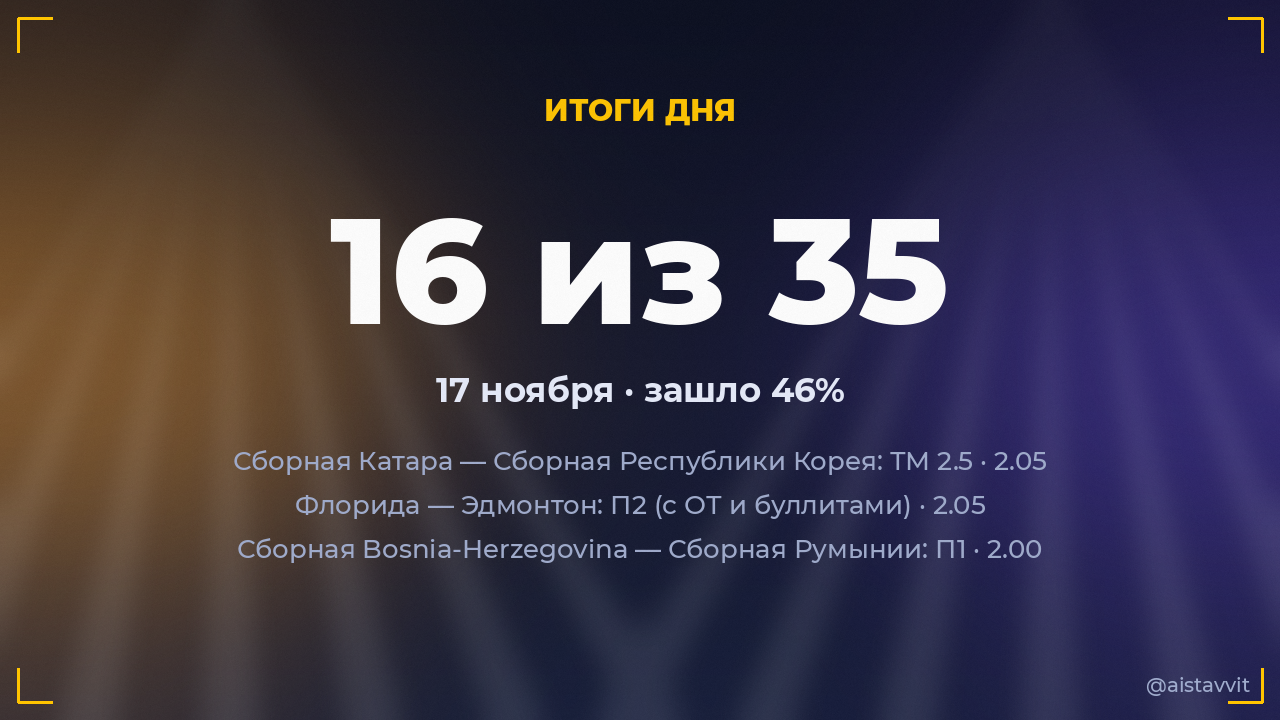 ИТОГИ ДНЯ
16 из 35
17 ноября · зашло 46%
Сборная Катара — Сборная Республики Корея: ТМ 2.5 · 2.05
Флорида — Эдмонтон: П2 (с ОТ и буллитами) · 2.05
Сборная Bosnia-Herzegovina — Сборная Румынии: П1 · 2.00
@aistavvit